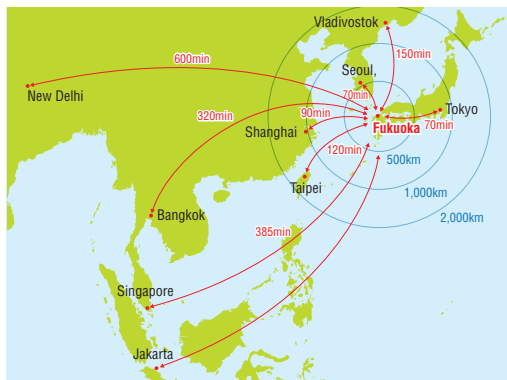 Vladivostok
600min
150min
Seoul,
New Delhi
70min
320min
90min
Tokyo
Shanghai
Fukuoka
70min
120min
500km
Taipei
1,000km
Bangkok
2,000km
385min
Singapore
Jakarta